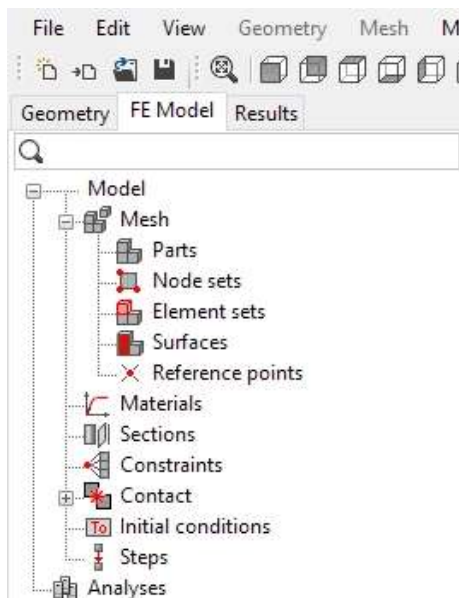 File Edit View Geometry Mesh M
Geometry FE Model Results
Model
Mesh
Parts
Node sets
Element sets
Surfaces
Reference points
Materials
Sections
Constraints
Contact
To Initial conditions
Steps
Analyses